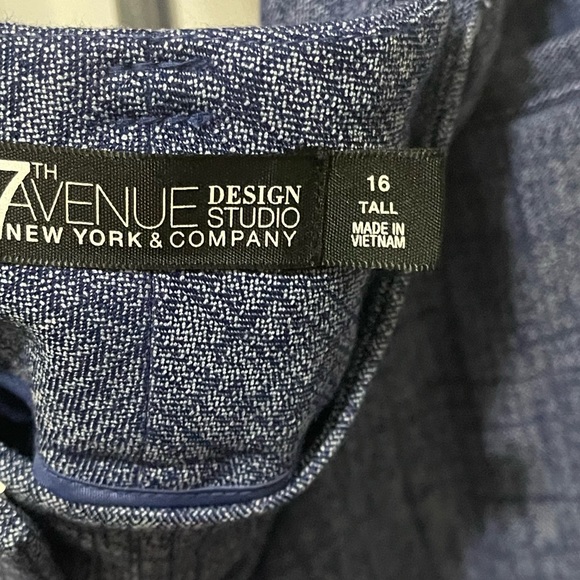 7TH
AVENUE DESIGN STUDIO
NEW YORK & COMPANY
16
TALL
MADE IN
VIETNAM